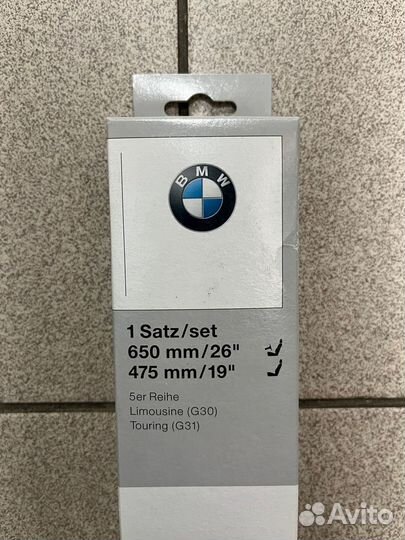 BMW
1 Satz/set
650 mm/26"
475 mm/19"
5er Reihe
Limousine (G30)
Touring (G31)
Avito